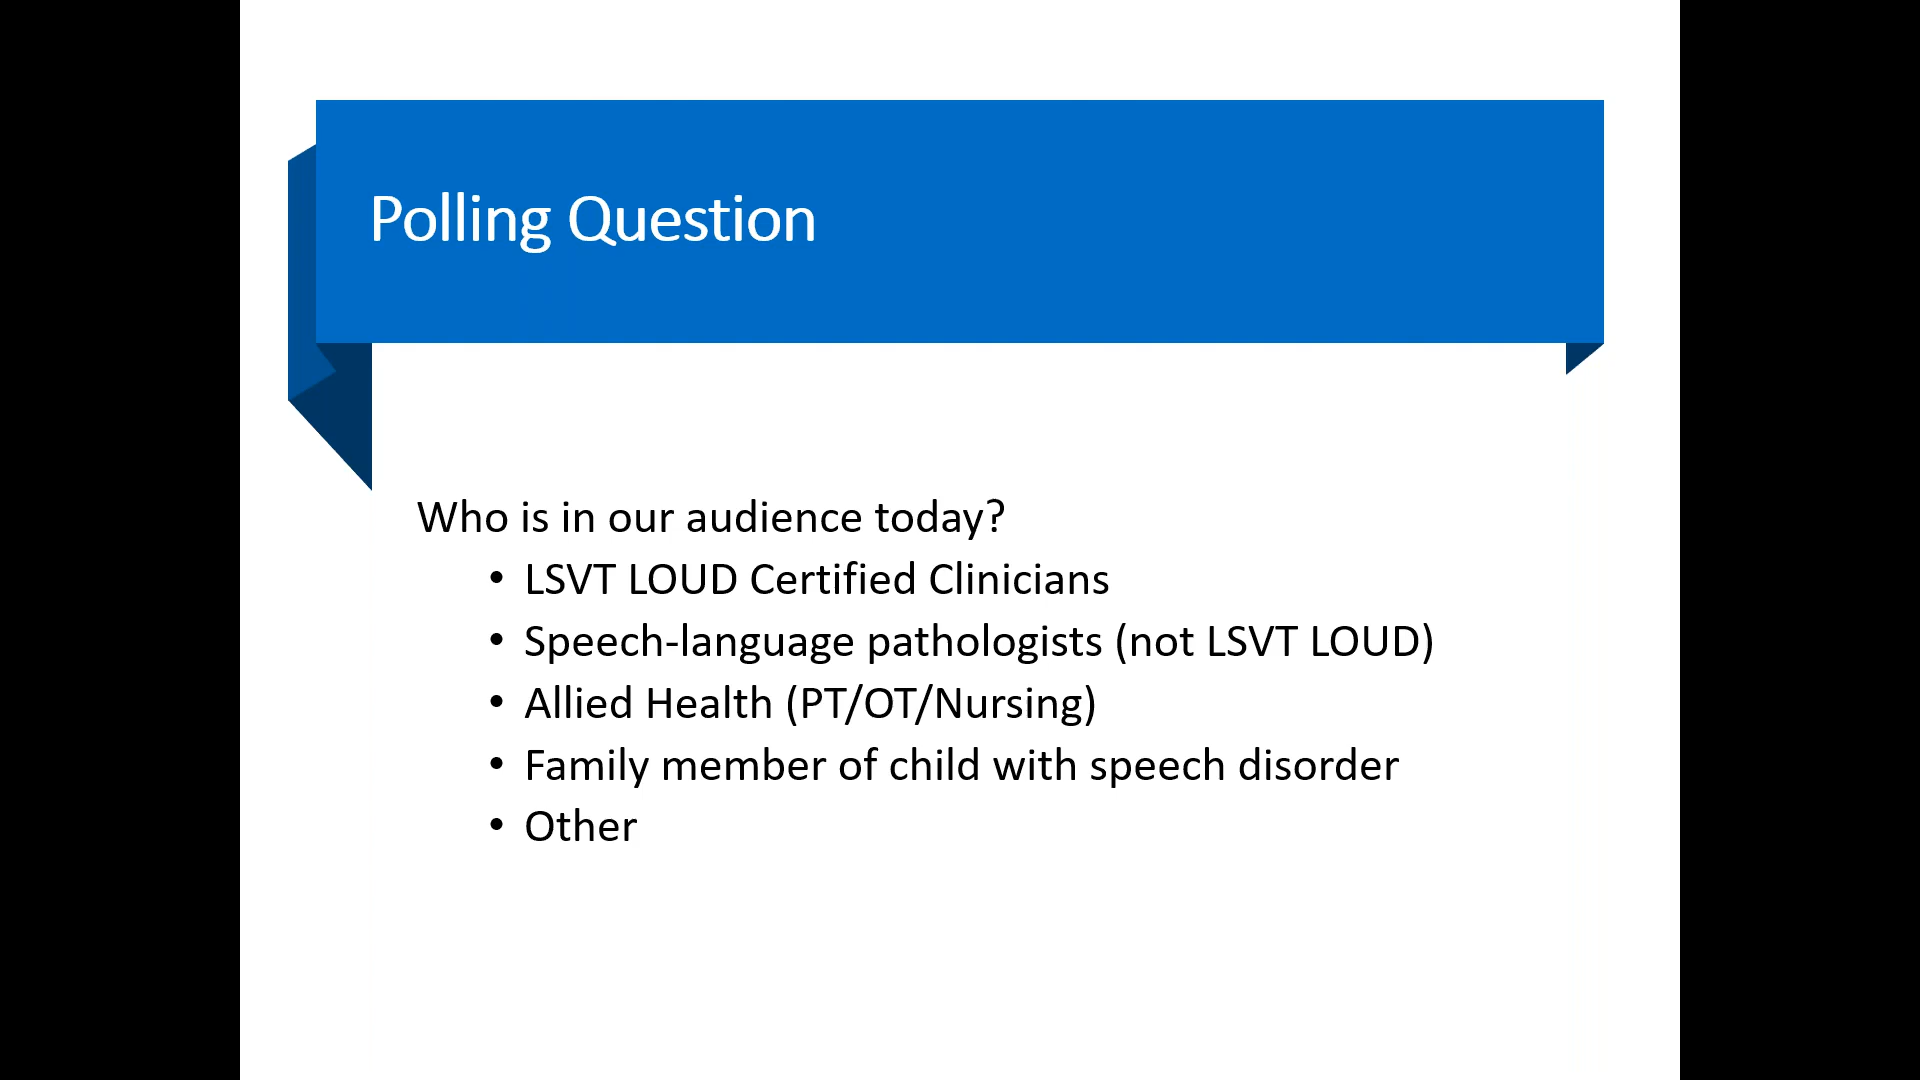 Polling Question
Who is in our audience today?
• LSVT LOUD Certified Clinicians
• Speech-language pathologists (not LSVT LOUD)
• Allied Health (PT/OT/Nursing)
• Family member of child with speech disorder
• Other